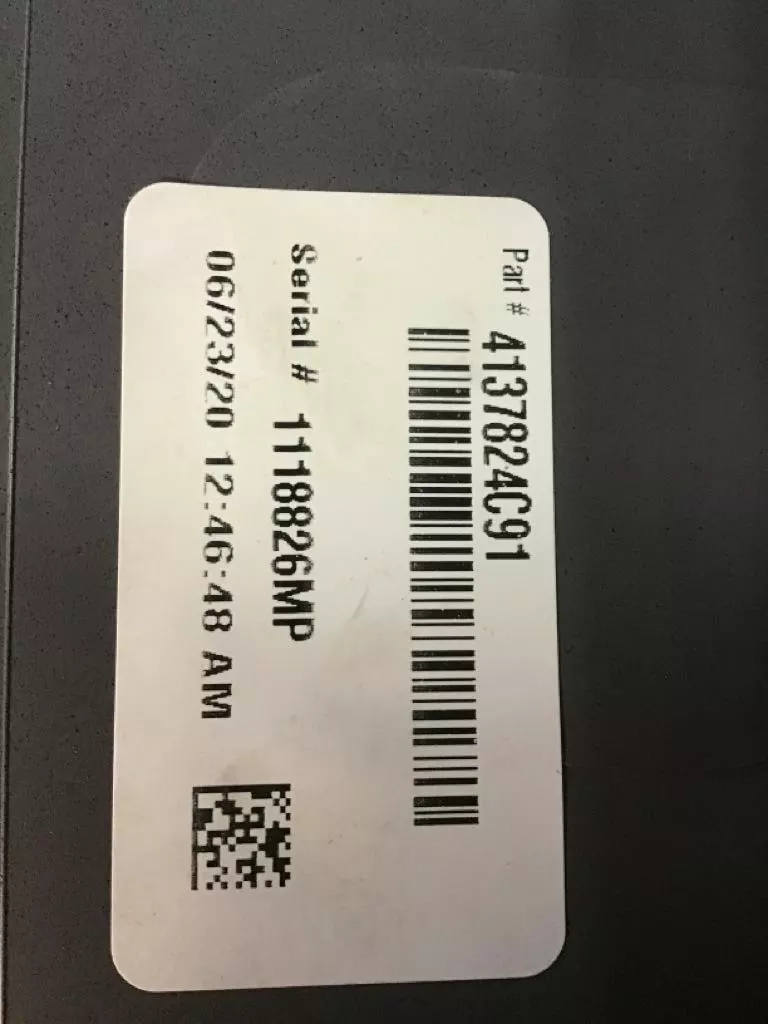 Part # 4137824C91
Serial # 1118826MP
06/23/20 12:46:48 AM